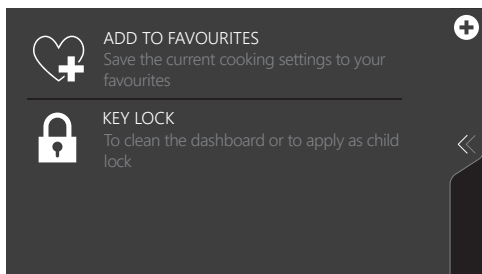 ADD TO FAVOURITES
Save the current cooking settings to your
favourites
KEY LOCK
To clean the dashboard or to apply as child
lock